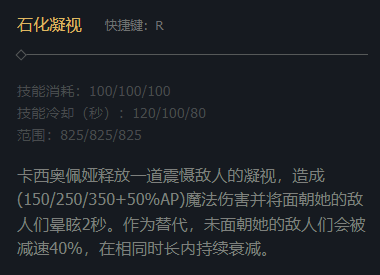 石化凝视 快捷键：R
技能消耗：100/100/100
技能冷却（秒）：120/100/80
范围：825/825/825
卡西奥佩娅释放一道震慑敌人的凝视，造成
(150/250/350+50%AP)魔法伤害并将面朝她的敌
人们晕眩2秒。作为替代，未面朝她的敌人们会被
减速40%，在相同时长内持续衰减。